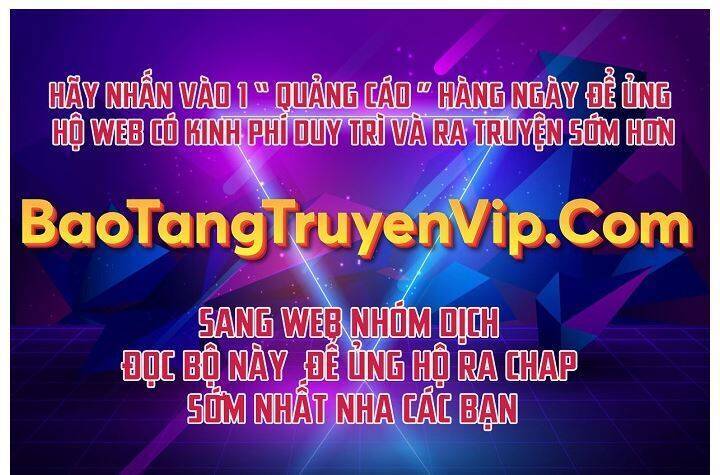 HÃY NHẤN VÀO 1 “ QUẢNG CÁO ” HÀNG NGÀY ĐỂ ỦNG
HỘ WEB CÓ KINH PHÍ DUY TRÌ VÀ RA TRUYỆN SỚM HƠN
BaoTangTruyenVip.Com
SANG WEB NHÓM DỊCH
ĐỌC BỘ NÀY ĐỂ ỦNG HỘ RA CHAP
SỚM NHẤT NHA CÁC BẠN